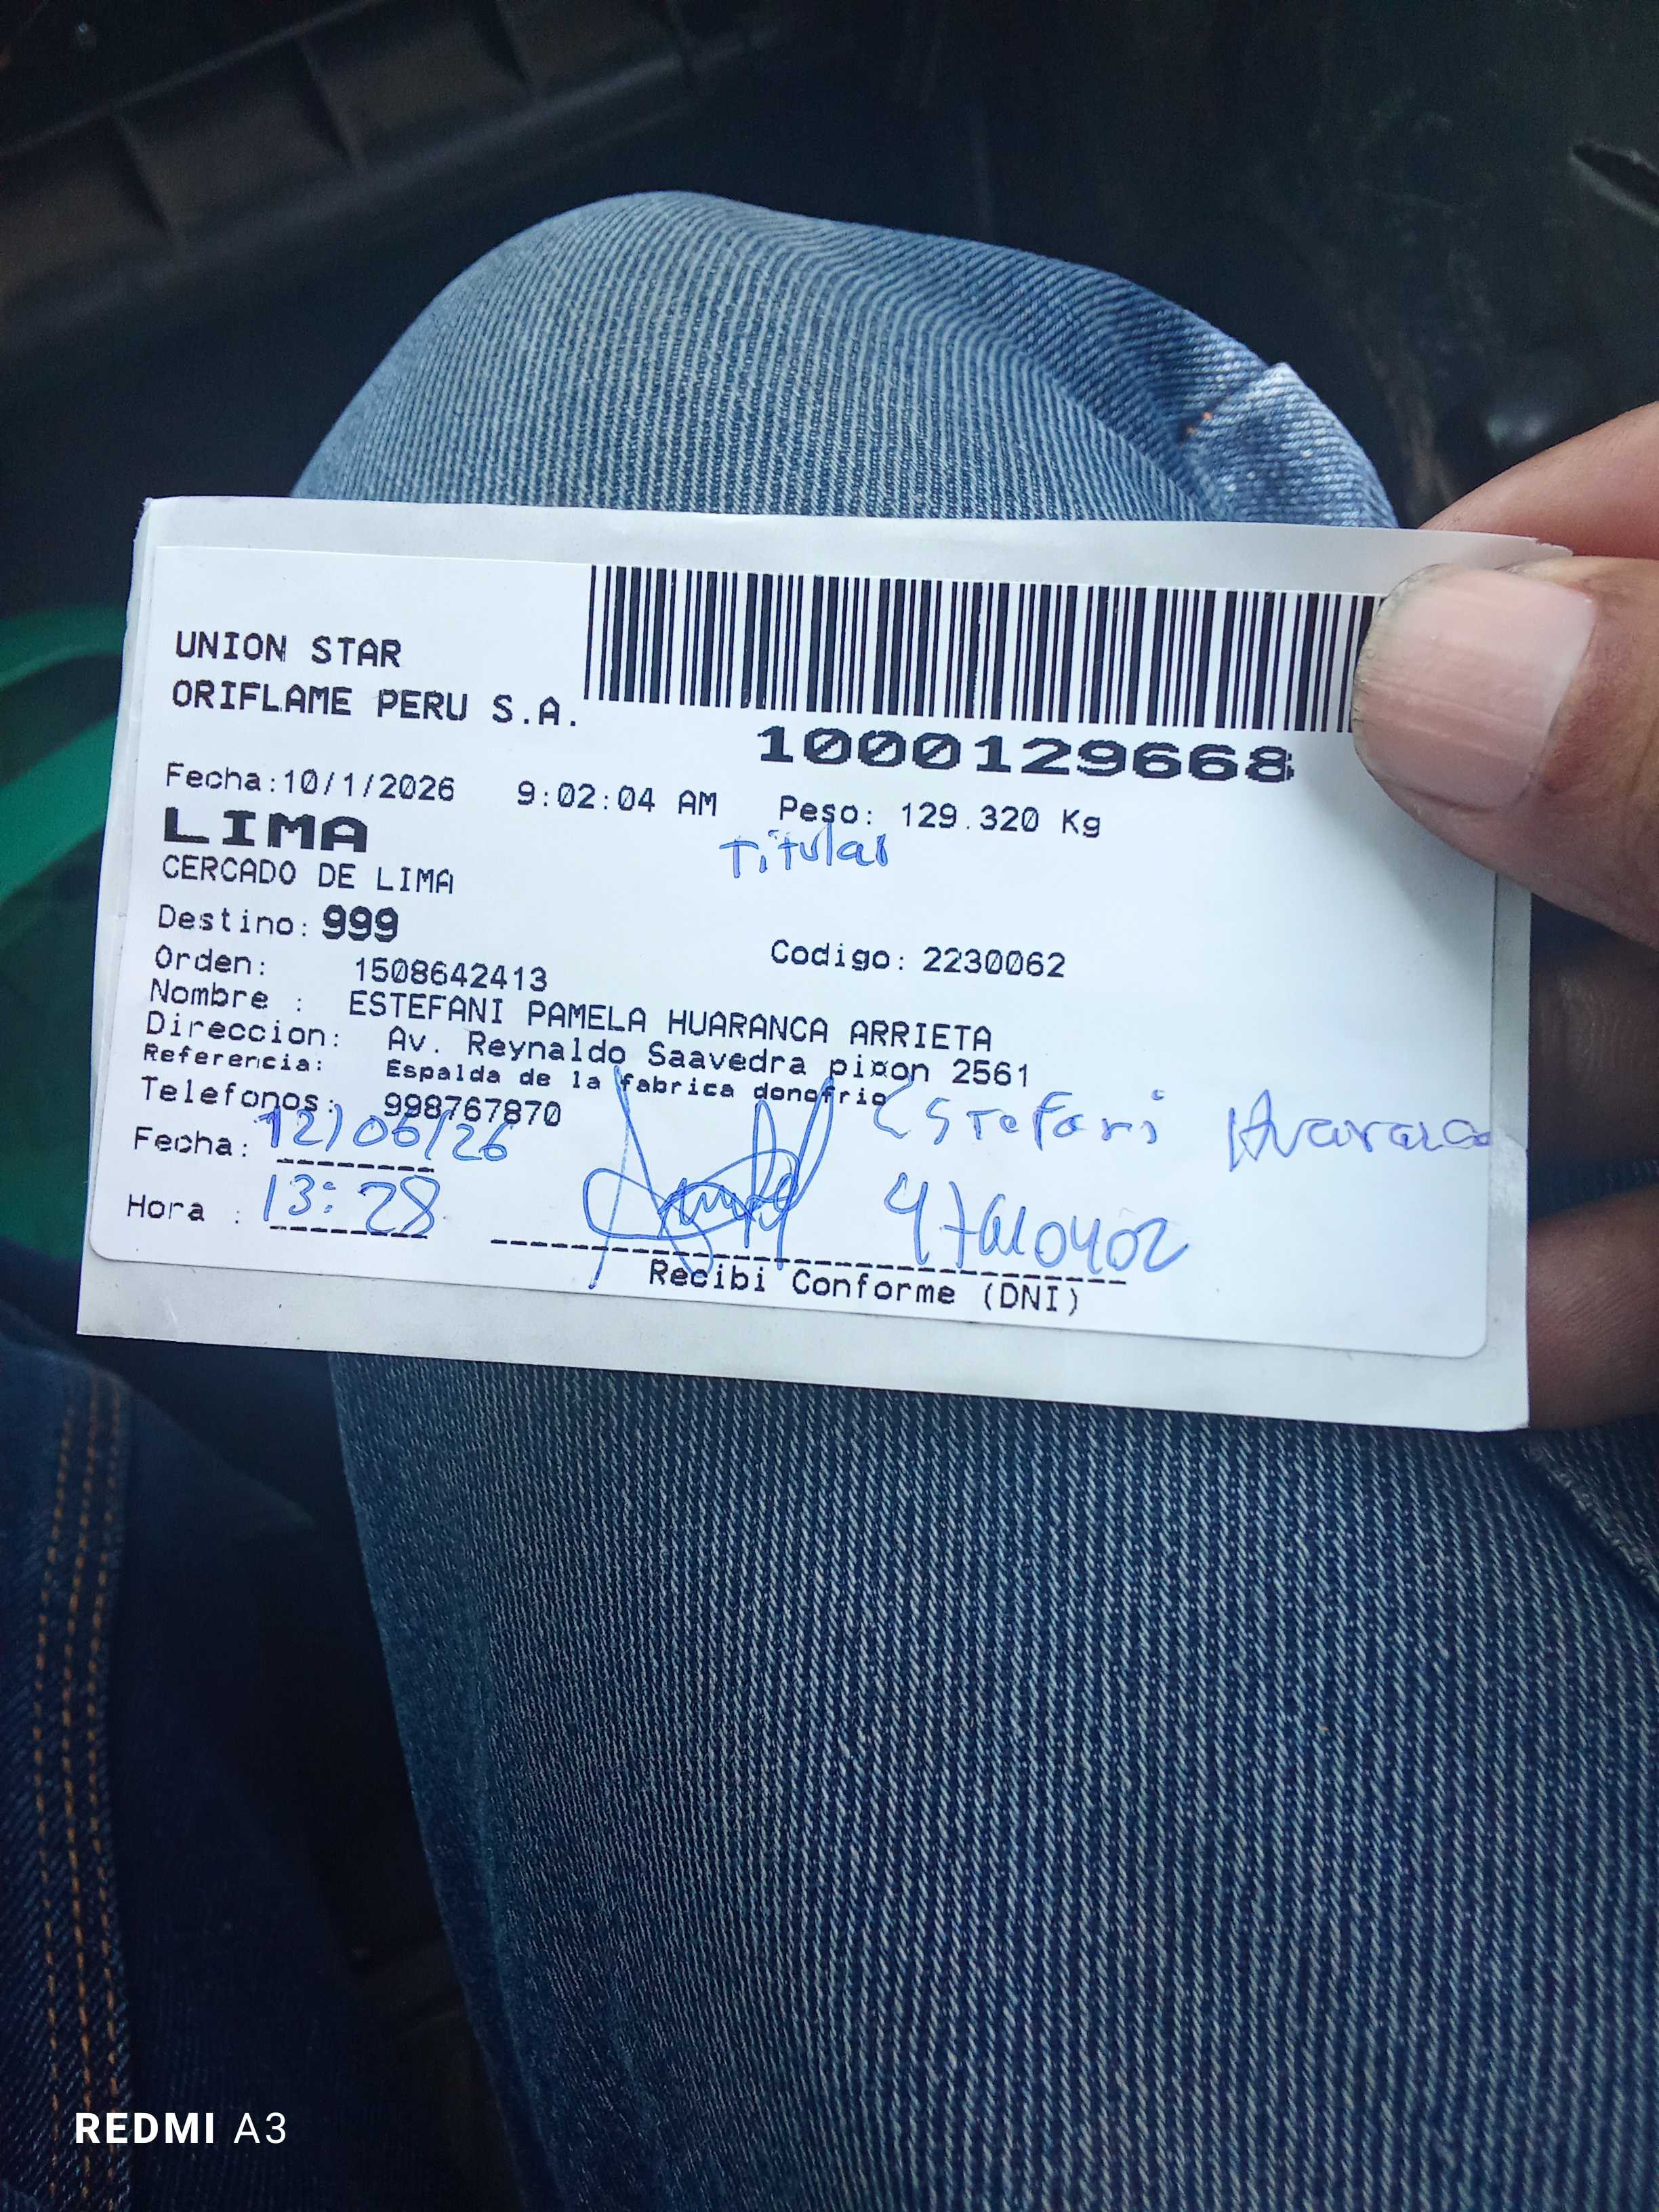 UNION STAR
ORIFLAME PERU S.A.
1000129668
Fecha:10/1/2026 9:02:04 AM Peso: 129.320 Kg
LIMA
Titular
CERCADO DE LIMA
Destino: 999
Codigo: 2230062
Orden: 1508642413
Nombre : ESTEFANI PAMELA HUARANCA ARRIETA
Direccion: Av. Reynaldo Saavedra piñon 2561
Referencia: Espalda de la fabrica donofrio
Telefonos: 998767870
Estefani Huaranca
Fecha: 12/06/26
Hora : 13:28
Recibi Conforme (DNI)
REDMI A3